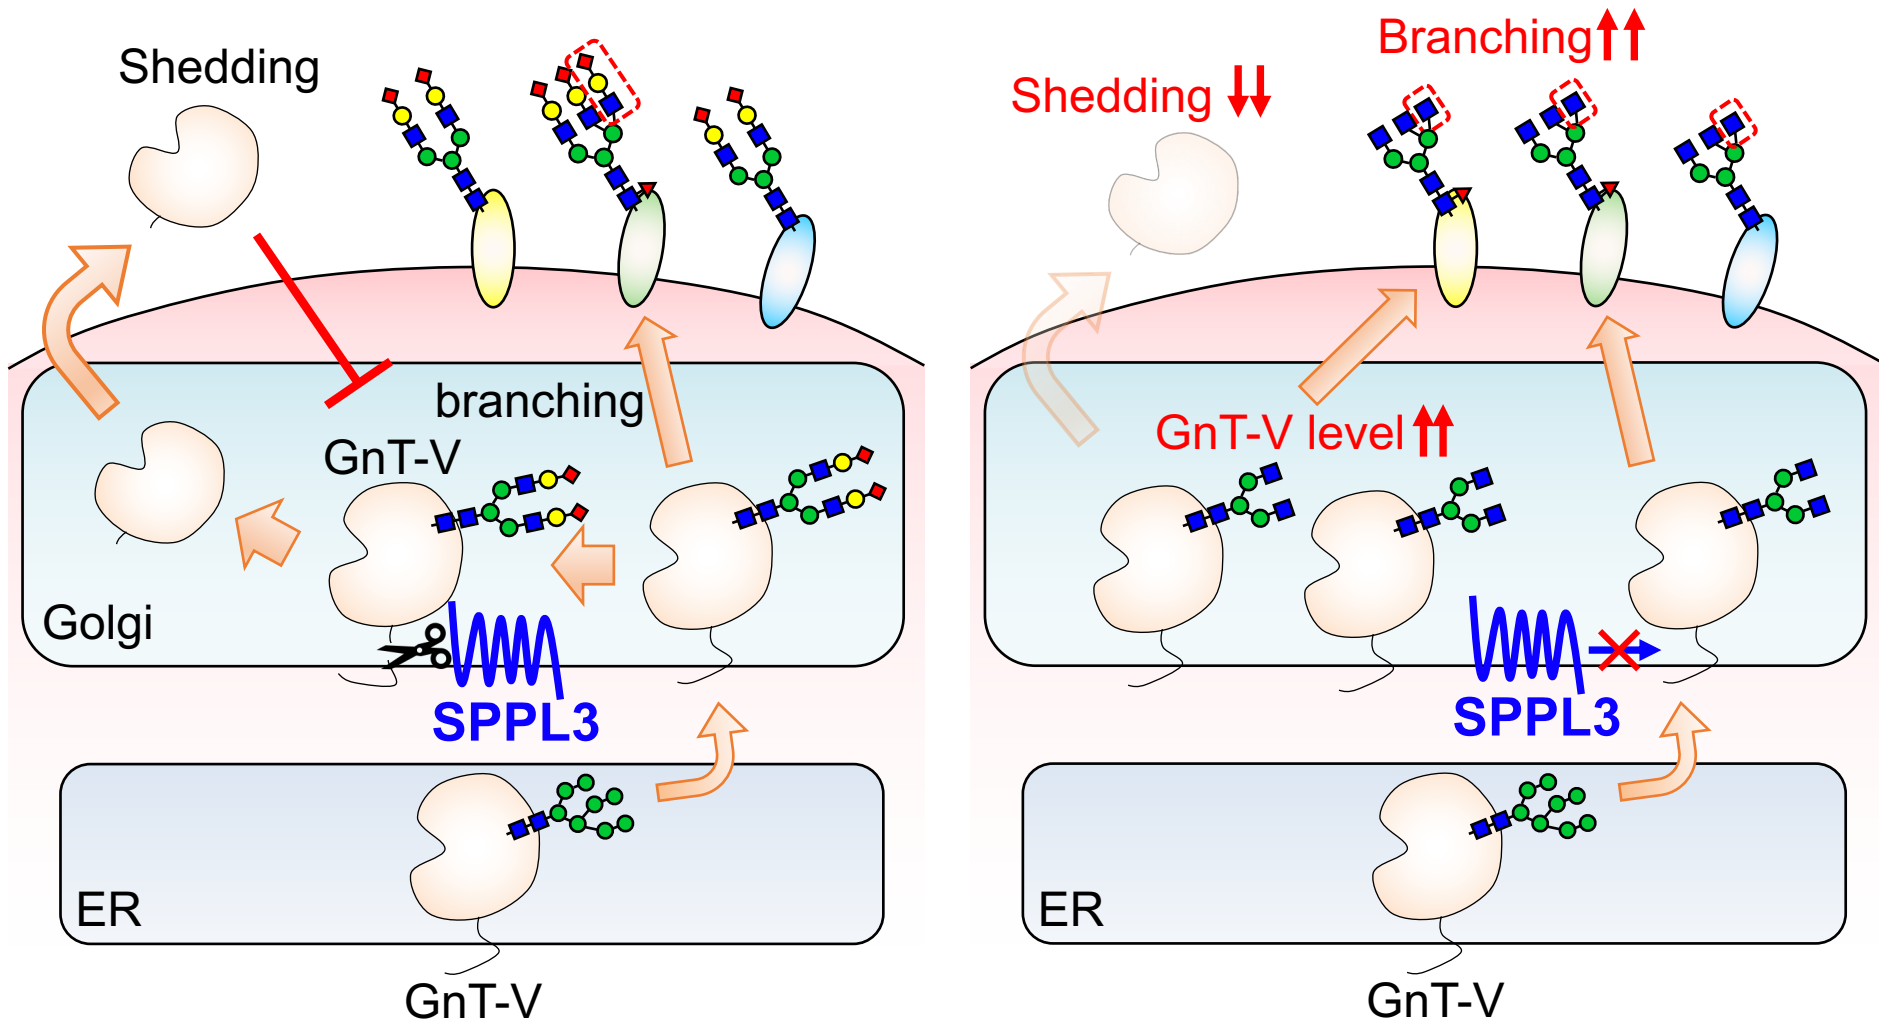 Shedding
branching
GnT-V
Golgi
SPPL3
ER
GnT-V
Branching
Shedding
GnT-V level
SPPL3
ER
GnT-V